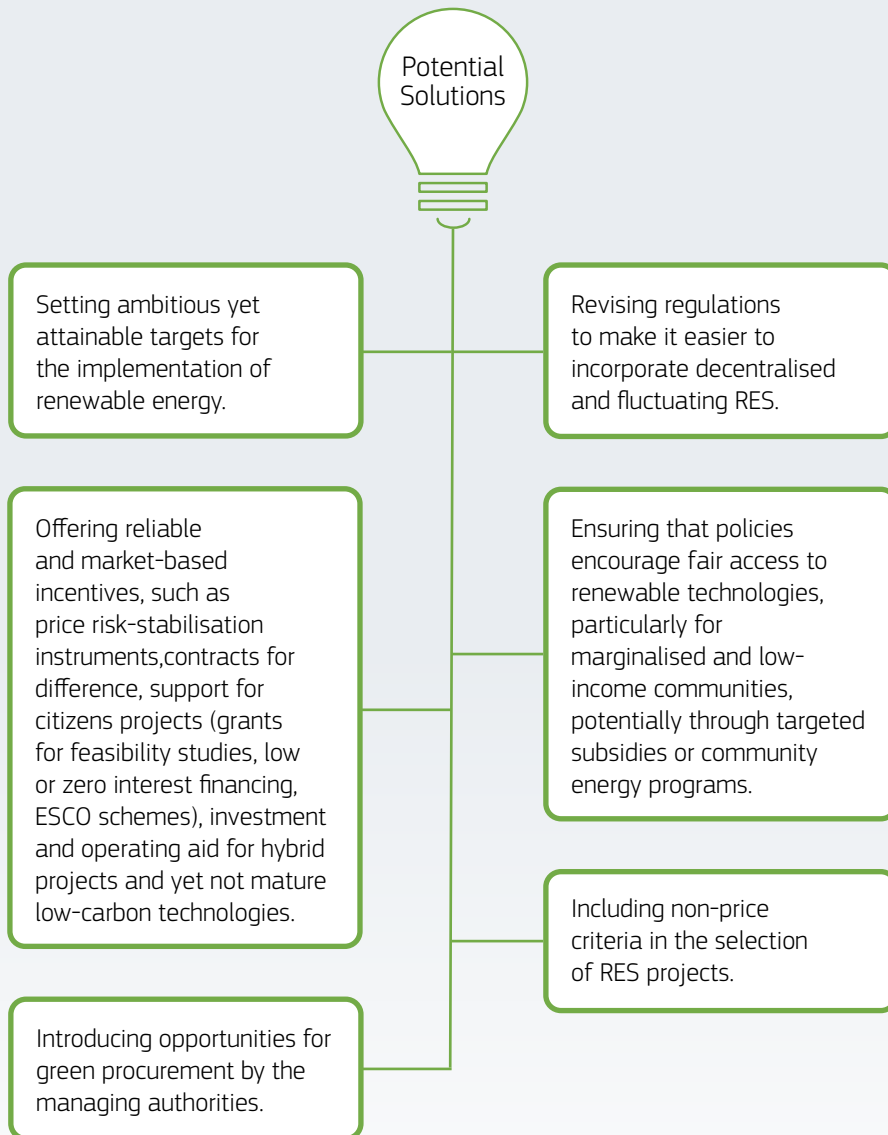 Potential
Solutions
Setting ambitious yet
attainable targets for
the implementation of
renewable energy.
Revising regulations
to make it easier to
incorporate decentralised
and fluctuating RES.
Offering reliable
and market-based
incentives, such as
price risk-stabilisation
instruments,contracts for
difference, support for
citizens projects (grants
for feasibility studies, low
or zero interest financing,
ESCO schemes), investment
and operating aid for hybrid
projects and yet not mature
low-carbon technologies.
Ensuring that policies
encourage fair access to
renewable technologies,
particularly for
marginalised and low-
income communities,
potentially through targeted
subsidies or community
energy programs.
Including non-price
criteria in the selection
of RES projects.
Introducing opportunities for
green procurement by the
managing authorities.